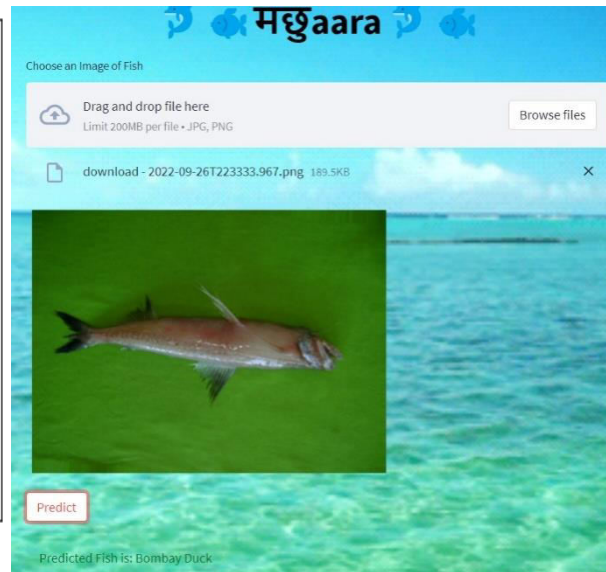 मछुaara
Choose an Image of Fish
Drag and drop file here
Limit 200MB per file • JPG, PNG
Browse files
download - 2022-09-26T223333.967.png 189.5KB
Predict
Predicted Fish is: Bombay Duck